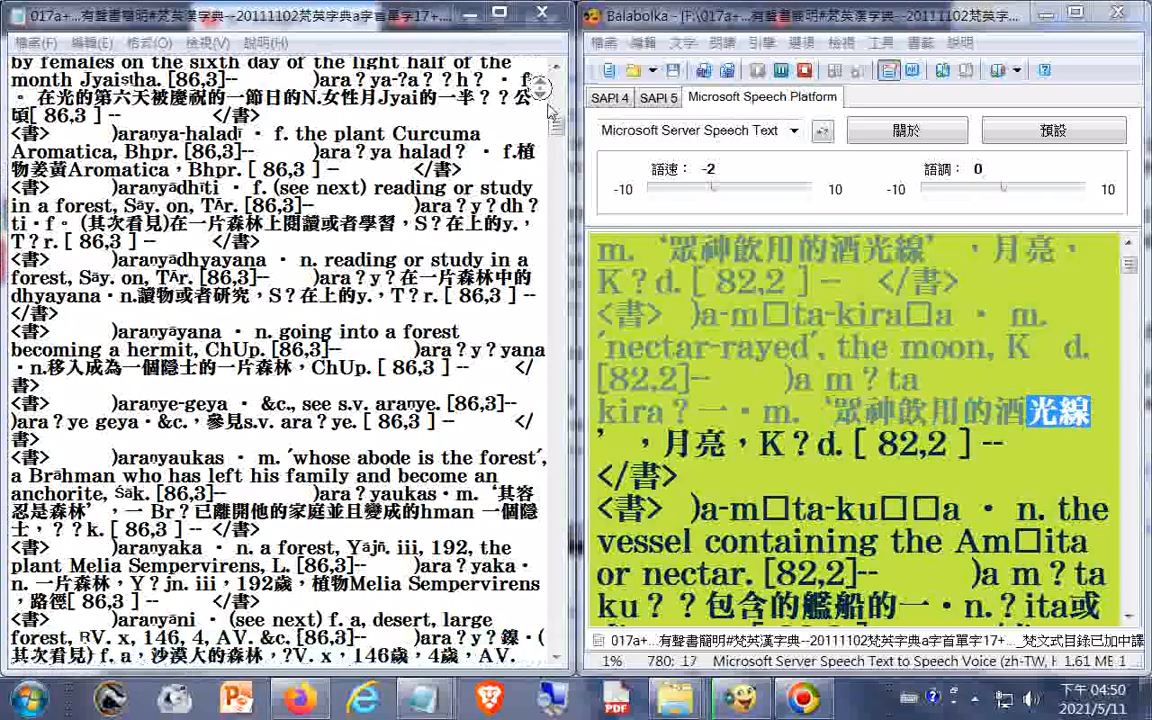 017a+...有聲書簡明#梵英漢字典--20111102梵英字典a字首單字17+...
檔案(F) 編輯(E) 格式(O) 檢視(V) 說明(H)
by females on the sixth day of the light half of the
month Jyaiṣṭha. [86,3]-- )ara?ya-?a??h? · f.
。 在光的第六天被慶祝的一節日的N.女性月Jyai的一半??公
頃[ 86,3 ] -- </書>
<書> )araṇya-haladī · f. the plant Curcuma
Aromatica, Bhpr. [86,3]-- )ara?ya halad? · f.植
物姜黃Aromatica，Bhpr. [ 86,3 ] -- </書>
<書> )araṇyādhīti · f. (see next) reading or study
in a forest, Sāy. on, TĀr. [86,3]-- )ara?y?dh?
ti · f。 (其次看見)在一片森林上閱讀或者學習，S?在上的y.，
T?r. [ 86,3 ] -- </書>
<書> )araṇyādhyayana · n. reading or study in a
forest, Sāy. on, TĀr. [86,3]-- )ara?y?在一片森林中的
dhyayana · n.讀物或者研究，S?在上的y.，T?r. [ 86,3 ] --
</書>
<書> )araṇyāyana · n. going into a forest
becoming a hermit, ChUp. [86,3]-- )ara?y?yana
· n.移入成為一個隱士的一片森林，ChUp. [ 86,3 ] -- </
書>
<書> )araṇye-geya · &c., see s.v. araṇye. [86,3]--
)ara?ye geya · &c.，參見s.v. ara?ye. [ 86,3 ] -- </
書>
<書> )araṇyaukas · m. 'whose abode is the forest',
a Brāhman who has left his family and become an
anchorite, Śāk. [86,3]-- )ara?yaukas · m.‘其容
忍是森林’，一 Br?已離開他的家庭並且變成的hman 一個隱
士，??k. [ 86,3 ] -- </書>
<書> )araṇyaka · n. a forest, Yājñ. iii, 192, the
plant Melia Sempervirens, L. [86,3]-- )ara?yaka ·
n. 一片森林，Y?jn. iii，192歲，植物Melia Sempervirens
，路徑[ 86,3 ] -- </書>
<書> )araṇyāni · (see next) f. a, desert, large
forest, RV. x, 146, 4, AV. &c. [86,3]-- )ara?y?鎳 · (
其次看見) f. a，沙漠大的森林，?V. x，146歲，4歲，AV.
Balabolka - [F:\017a+...有聲書簡明#梵英漢字典--20111102梵英字...
檔案 編輯 文字 朗讀 引擎 選項 檢視 工具 書籤 說明
SAPI 4 SAPI 5 Microsoft Speech Platform
Microsoft Server Speech Text 關於 預設
語速： -2 語調： 0
-10 10 -10 10
m.‘眾神飲用的酒光線’，月亮，
K?d. [ 82,2 ] -- </書>
<書> )a-m□ta-kira□a · m.
'nectar-rayed', the moon, K d.
[82,2]-- )a m?ta
kira?一 · m.‘眾神飲用的酒光線
’，月亮，K?d. [ 82,2 ] --
</書>
<書> )a-m□ta-ku□□a · n. the
vessel containing the Am□ita
or nectar. [82,2]-- )a m?ta
ku??包含的艦船的一 · n.?ita或
017a+...有聲書簡明#梵英漢字典--20111102梵英字典a字首單字17+...梵文式目錄已加中譯
1% 780: 17 Microsoft Server Speech Text to Speech Voice (zh-TW, H 1.61 MB 1
PDF
下午 04:50
2021/5/11